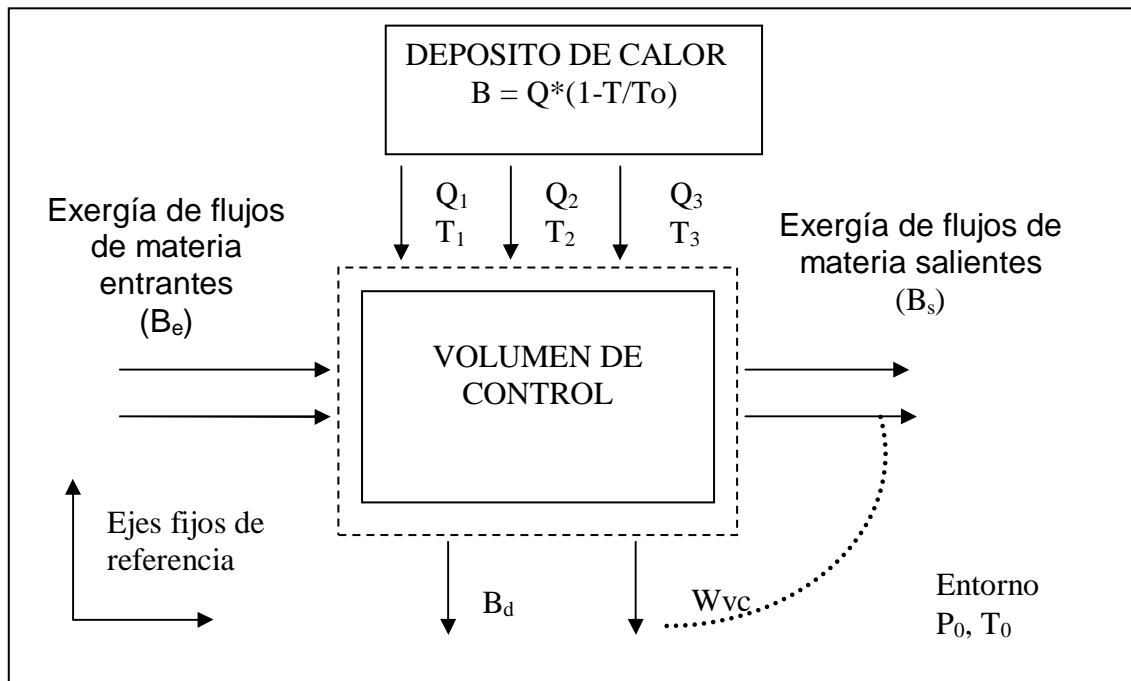 DEPOSITO DE CALOR
B = Q*(1-T/To)
Q₁
T₁
Q₂
T₂
Q₃
T₃
Exergía de flujos
de materia
entrantes
(Bₑ)
Exergía de flujos de
materia salientes
(Bₛ)
VOLUMEN DE
CONTROL
Ejes fijos de
referencia
B_d
Wvc
Entorno
P₀, T₀